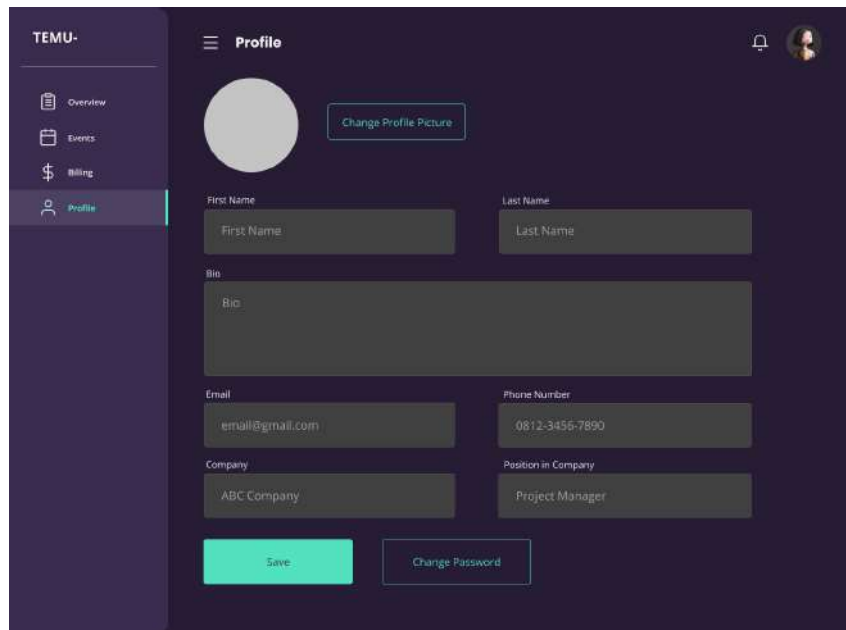 TEMU-
Profile
Overview
Events
Billing
Profile
Change Profile Picture
First Name
Last Name
First Name
Last Name
Bio
Bio
Email
Phone Number
email@gmail.com
0812-3456-7890
Company
Position in Company
ABC Company
Project Manager
Save
Change Password